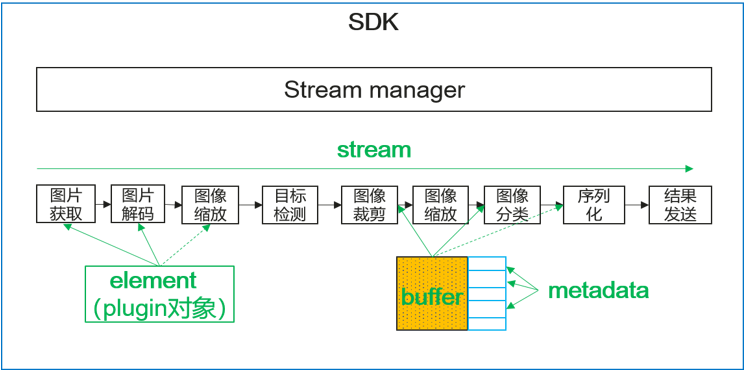 SDK
Stream manager
stream
图片
获取
图片
解码
图像
缩放
目标
检测
图像
裁剪
图像
缩放
图像
分类
序列
化
结果
发送
element
（plugin对象）
buffer
metadata